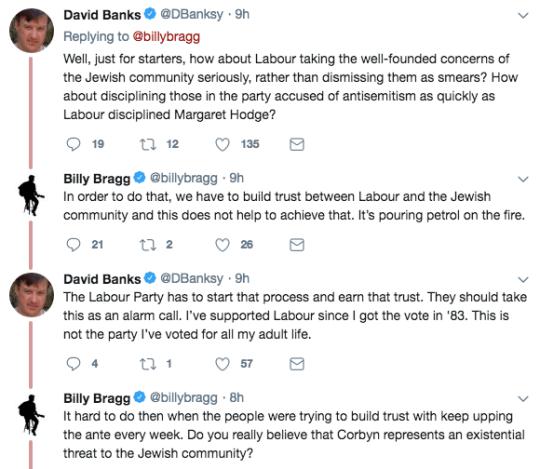 David Banks @DBanksy · 9h
Replying to @billybragg
Well, just for starters, how about Labour taking the well-founded concerns of
the Jewish community seriously, rather than dismissing them as smears? How
about disciplining those in the party accused of antisemitism as quickly as
Labour disciplined Margaret Hodge?
19 12 135
Billy Bragg @billybragg · 9h
In order to do that, we have to build trust between Labour and the Jewish
community and this does not help to achieve that. It's pouring petrol on the fire.
21 2 26
David Banks @DBanksy · 9h
The Labour Party has to start that process and earn that trust. They should take
this as an alarm call. I've supported Labour since I got the vote in '83. This is
not the party I've voted for all my adult life.
4 1 57
Billy Bragg @billybragg · 8h
It hard to do then when the people were trying to build trust with keep upping
the ante every week. Do you really believe that Corbyn represents an existential
threat to the Jewish community?